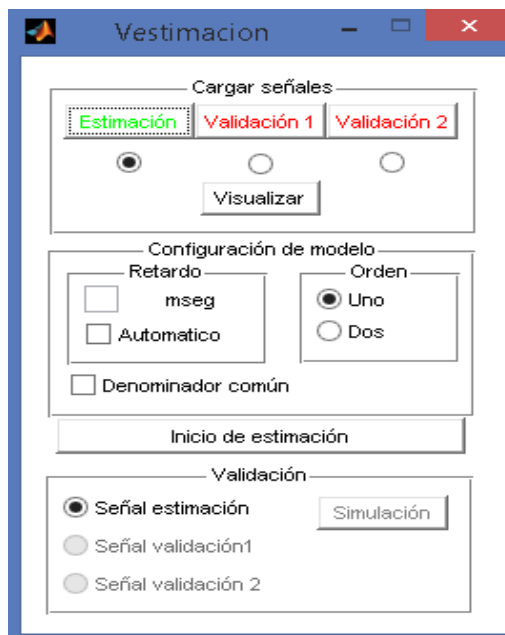 Vestimacion
Cargar señales
Estimación Validación 1 Validación 2
Visualizar
Configuración de modelo
Retardo
mseg
Automatico
Orden
Uno
Dos
Denominador común
Inicio de estimación
Validación
Señal estimación
Simulación
Señal validación1
Señal validación 2